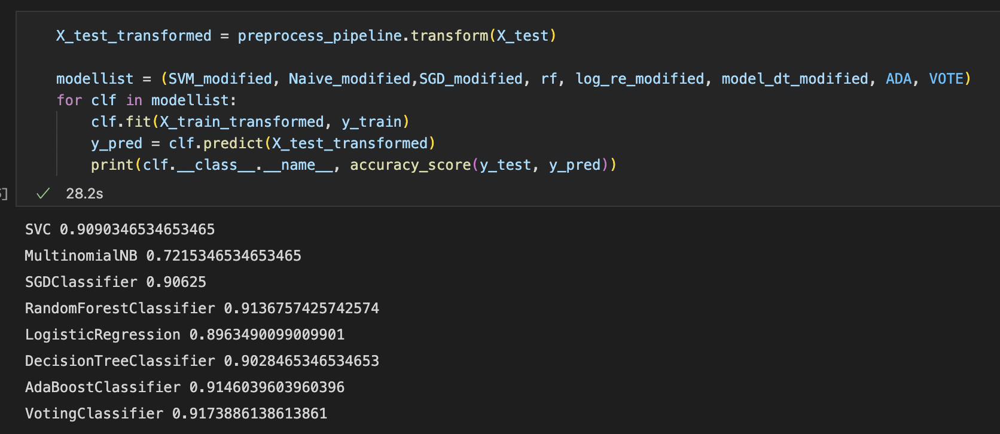 X_test_transformed = preprocess_pipeline.transform(X_test)
modellist = (SVM_modified, Naive_modified,SGD_modified, rf, log_re_modified, model_dt_modified, ADA, VOTE)
for clf in modellist:
    clf.fit(X_train_transformed, y_train)
    y_pred = clf.predict(X_test_transformed)
    print(clf.__class__.__name__, accuracy_score(y_test, y_pred))
] ✓ 28.2s
SVC 0.9090346534653465
MultinomialNB 0.7215346534653465
SGDClassifier 0.90625
RandomForestClassifier 0.9136757425742574
LogisticRegression 0.8963490099009901
DecisionTreeClassifier 0.9028465346534653
AdaBoostClassifier 0.9146039603960396
VotingClassifier 0.9173886138613861